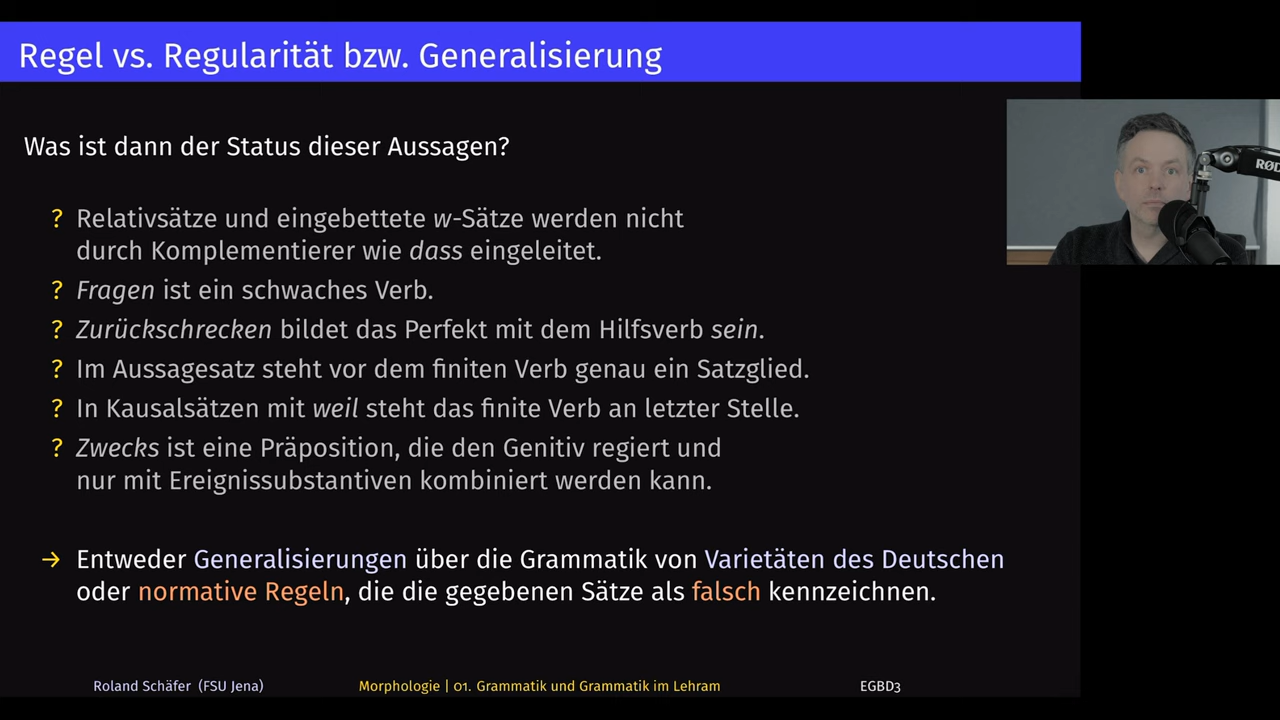 Regel vs. Regularität bzw. Generalisierung
Was ist dann der Status dieser Aussagen?
? Relativsätze und eingebettete w-Sätze werden nicht
durch Komplementierer wie dass eingeleitet.
? Fragen ist ein schwaches Verb.
? Zurückschrecken bildet das Perfekt mit dem Hilfsverb sein.
? Im Aussagesatz steht vor dem finiten Verb genau ein Satzglied.
? In Kausalsätzen mit weil steht das finite Verb an letzter Stelle.
? Zwecks ist eine Präposition, die den Genitiv regiert und
nur mit Ereignissubstantiven kombiniert werden kann.
→ Entweder Generalisierungen über die Grammatik von Varietäten des Deutschen
oder normative Regeln, die die gegebenen Sätze als falsch kennzeichnen.
Roland Schäfer (FSU Jena) Morphologie | 01. Grammatik und Grammatik im Lehram EGBD3